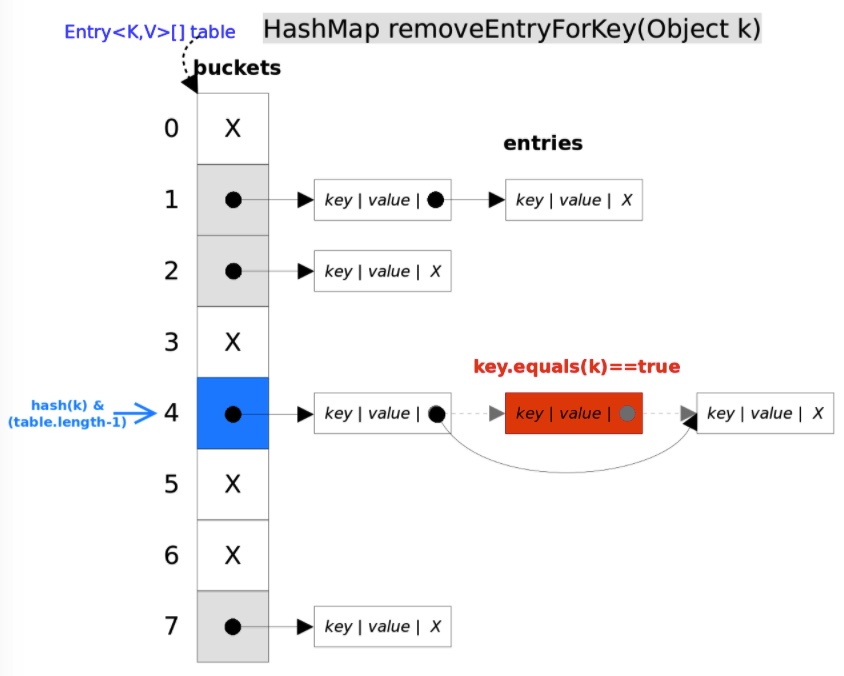 Entry<K,V>[] table
HashMap removeEntryForKey(Object k)
buckets
0 X
entries
1 key | value | key | value | X
2 key | value | X
3 X
key.equals(k)==true
hash(k) &
(table.length-1)
4 key | value | key | value | key | value | X
5 X
6 X
7 key | value | X